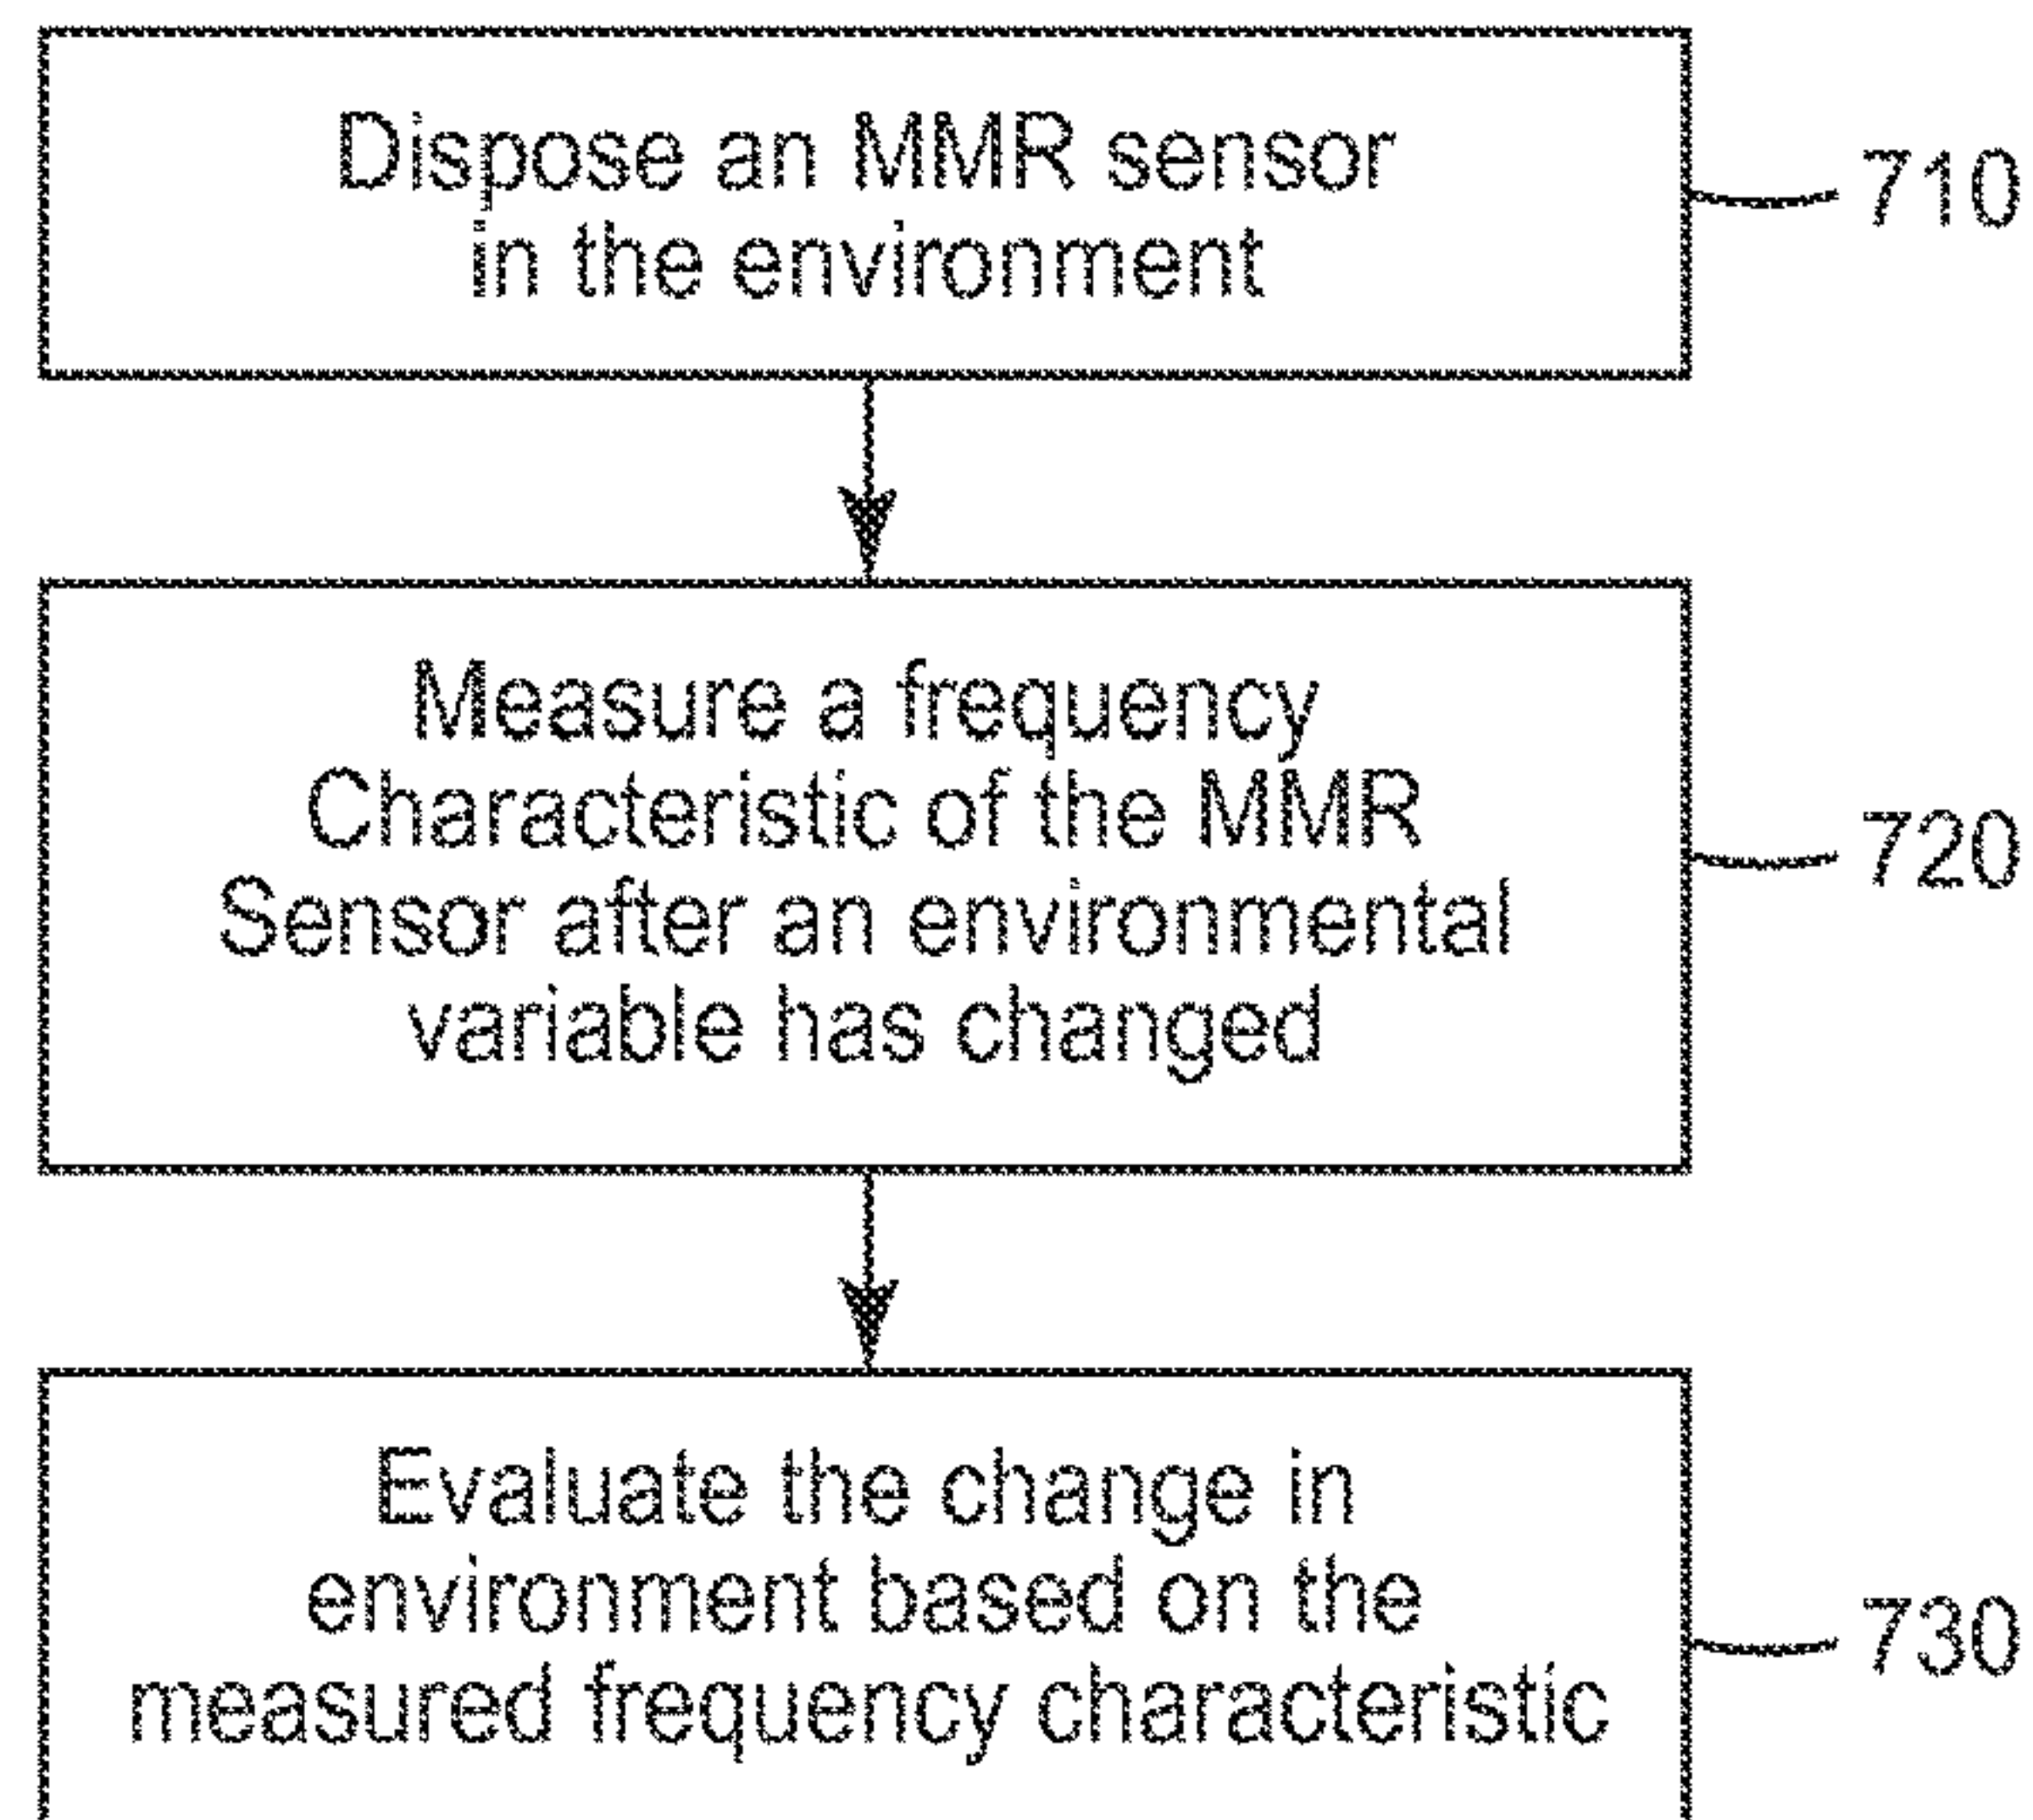 Dispose an MMR sensor
in the environment
710
Measure a frequency
Characteristic of the MMR
Sensor after an environmental
variable has changed
720
Evaluate the change in
environment based on the
measured frequency characteristic
730